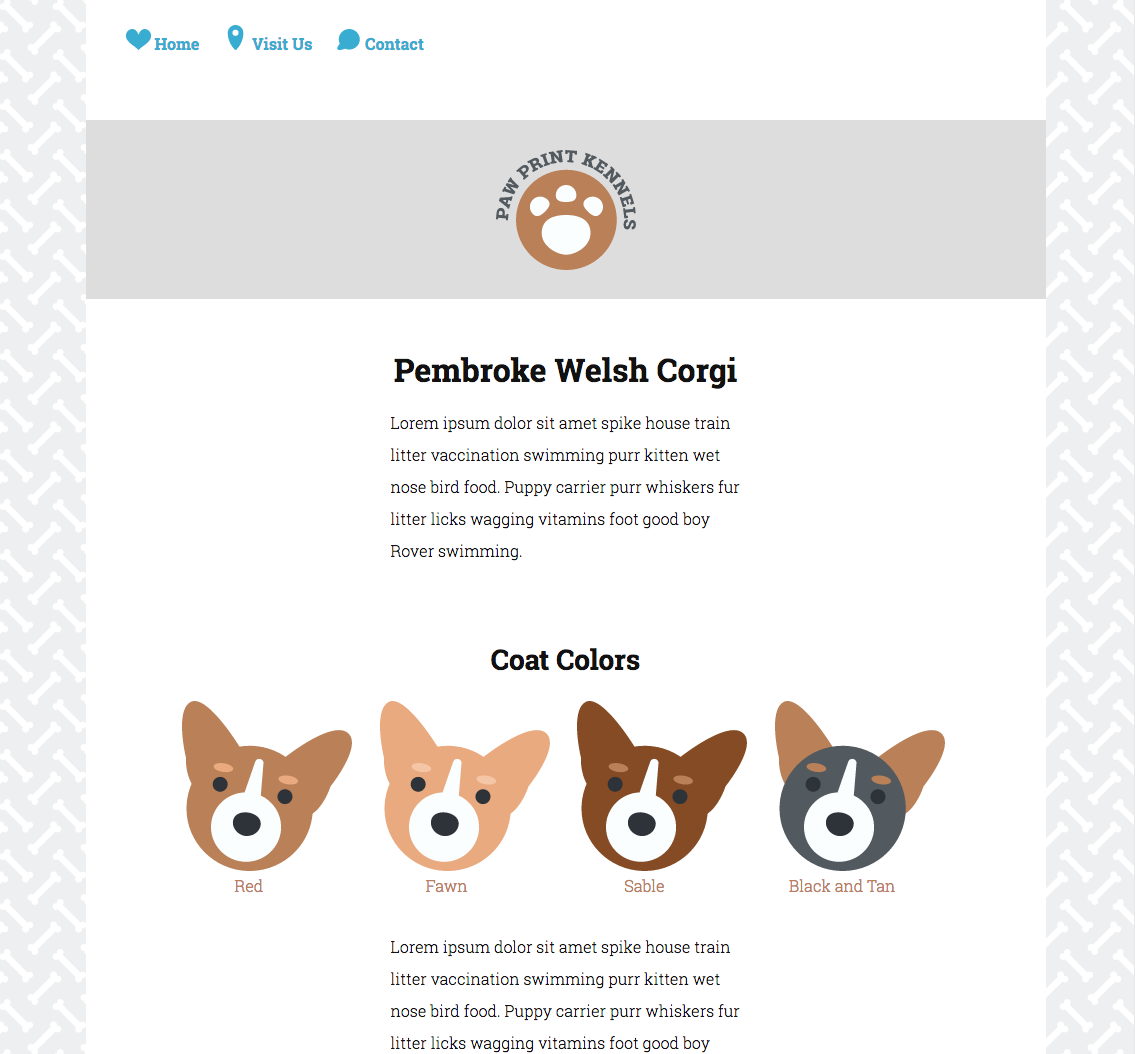 Home Visit Us Contact
PAW PRINT KENNELS
Pembroke Welsh Corgi
Lorem ipsum dolor sit amet spike house train
litter vaccination swimming purr kitten wet
nose bird food. Puppy carrier purr whiskers fur
litter licks wagging vitamins foot good boy
Rover swimming.
Coat Colors
Red Fawn Sable Black and Tan
Lorem ipsum dolor sit amet spike house train
litter vaccination swimming purr kitten wet
nose bird food. Puppy carrier purr whiskers fur
litter licks wagging vitamins foot good boy